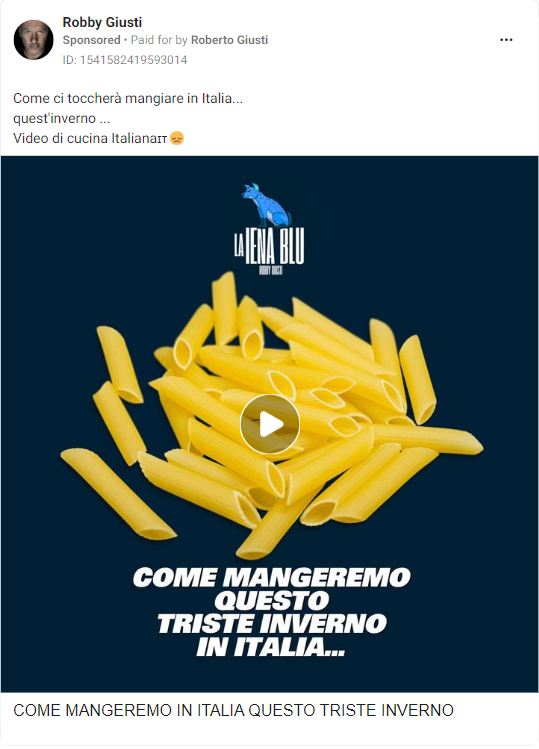 Robby Giusti
Sponsored • Paid for by Roberto Giusti
ID: 1541582419593014
Come ci toccherà mangiare in Italia...
quest'inverno ...
Video di cucina Italianaɪᴛ😞
LA IENA BLU
ROBBY GIUSTI
COME MANGEREMO
QUESTO
TRISTE INVERNO
IN ITALIA...
COME MANGEREMO IN ITALIA QUESTO TRISTE INVERNO